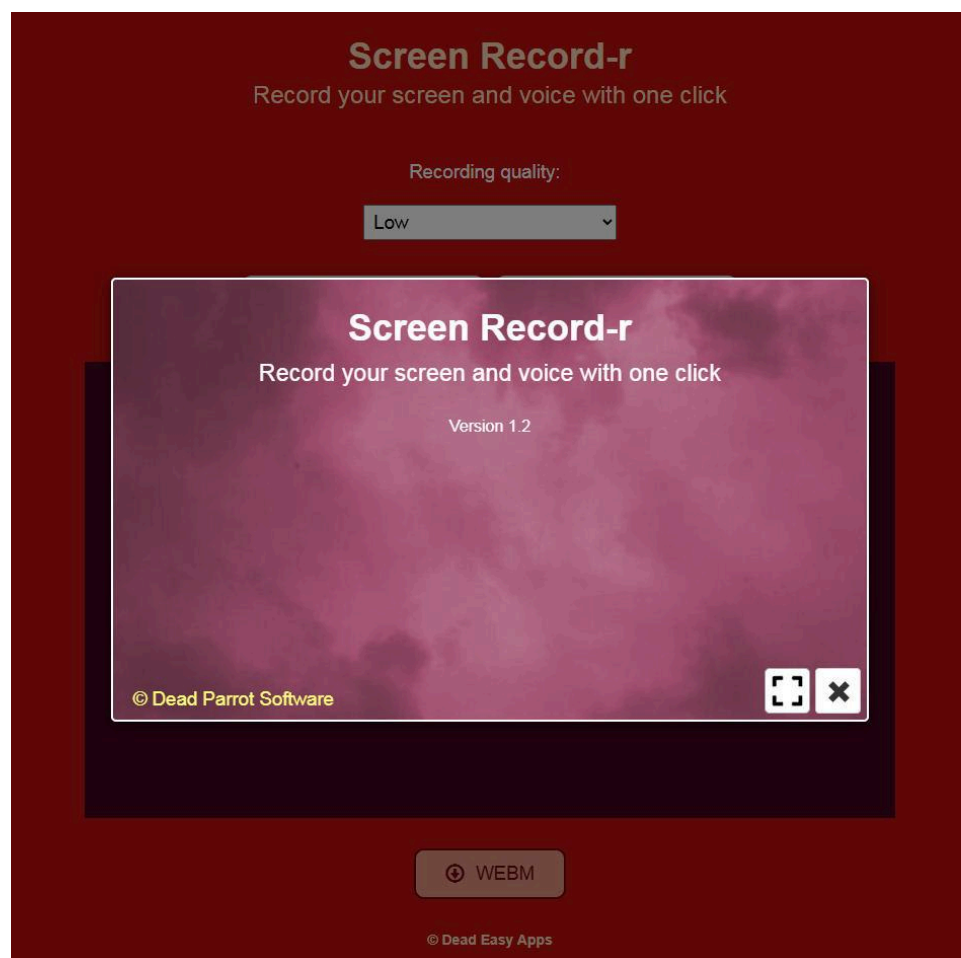 Screen Record-r
Record your screen and voice with one click
Recording quality:
Low
Screen Record-r
Record your screen and voice with one click
Version 1.2
© Dead Parrot Software
WEBM
© Dead Easy Apps